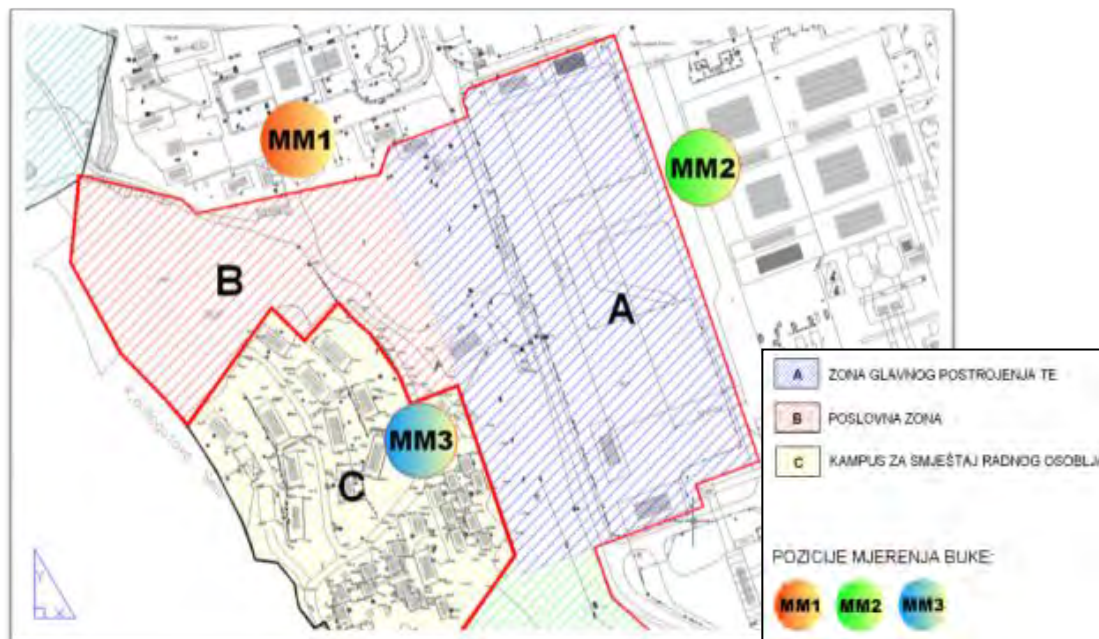 MM1
MM2
B
A
MM3
C
A ZONA GLAVNOG POSTROJENJA TE
B POSLOVNA ZONA
C KAMPUS ZA SMJEŠTAJ RADNOG OSOBLJA
POZICIJE MJERENJA BUKE:
MM1 MM2 MM3
Y
X